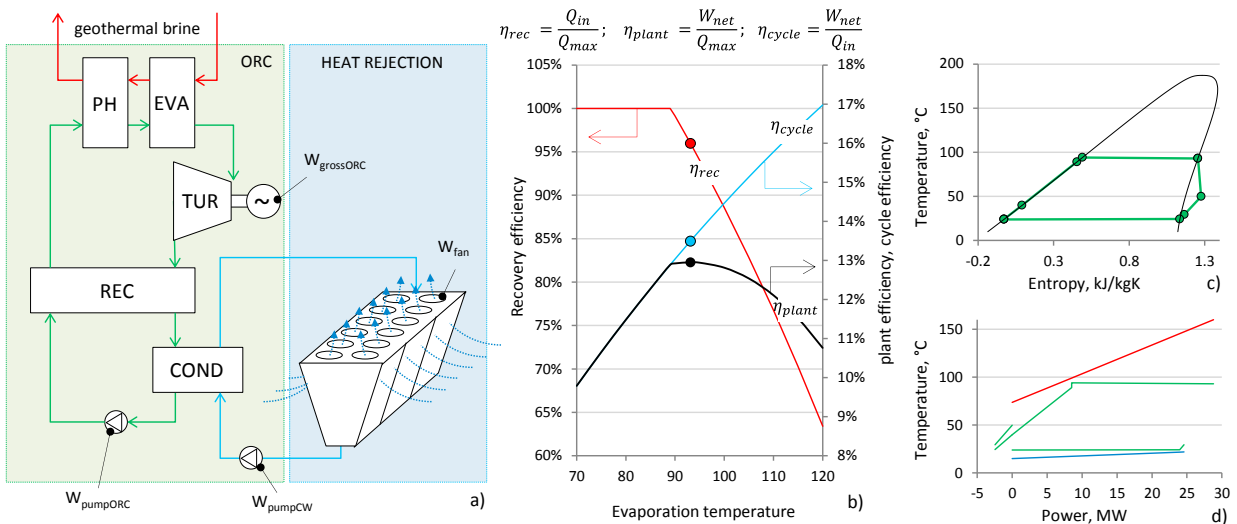 geothermal brine
ORC
HEAT REJECTION
PH
EVA
W_grossORC
TUR
~
W_fan
REC
COND
W_pumpORC
W_pumpCW
a)
η_rec = Q_in / Q_max ; η_plant = W_net / Q_max ; η_cycle = W_net / Q_in
105%
100%
95%
90%
85%
80%
75%
70%
65%
60%
Recovery efficiency
18%
17%
16%
15%
14%
13%
12%
11%
10%
9%
8%
plant efficiency, cycle efficiency
η_cycle
η_rec
η_plant
70 80 90 100 110 120
Evaporation temperature
b)
200
150
100
50
0
Temperature, °C
-0.2 0.3 0.8 1.3
Entropy, kJ/kgK
c)
150
100
50
0
Temperature, °C
-5 0 5 10 15 20 25 30
Power, MW
d)